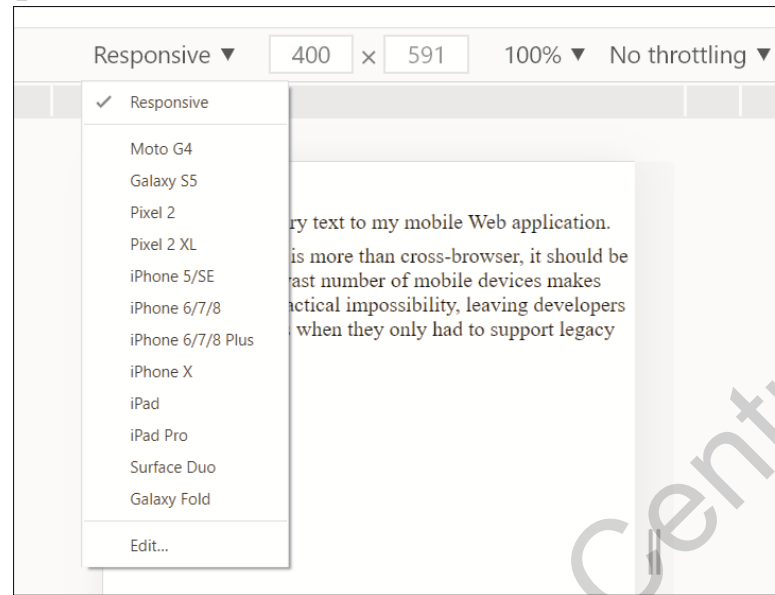 Responsive ▼ 400 × 591 100% ▼ No throttling ▼
✓ Responsive
Moto G4
Galaxy S5
Pixel 2
Pixel 2 XL
iPhone 5/SE
iPhone 6/7/8
iPhone 6/7/8 Plus
iPhone X
iPad
iPad Pro
Surface Duo
Galaxy Fold
Edit...
text to my mobile Web application.
is more than cross-browser, it should be
number of mobile devices makes
impossibility, leaving developers
when they only had to support legacy